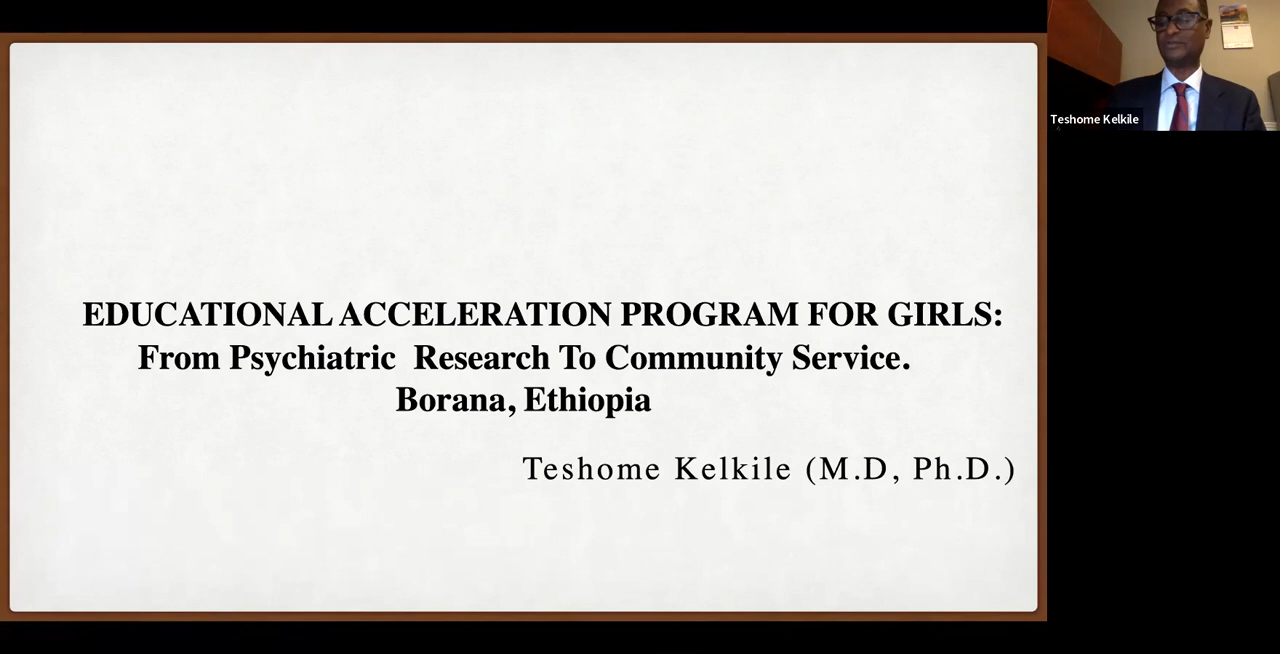 EDUCATIONAL ACCELERATION PROGRAM FOR GIRLS:
From Psychiatric Research To Community Service.
Borana, Ethiopia
Teshome Kelkile (M.D, Ph.D.)
Teshome Kelkile